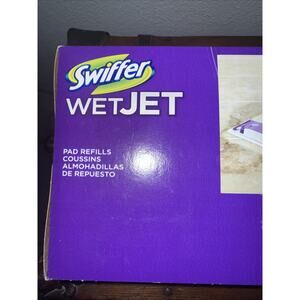 Swiffer
WETJET
PAD REFILLS
COUSSINS
ALMOHADILLAS
DE REPUESTO